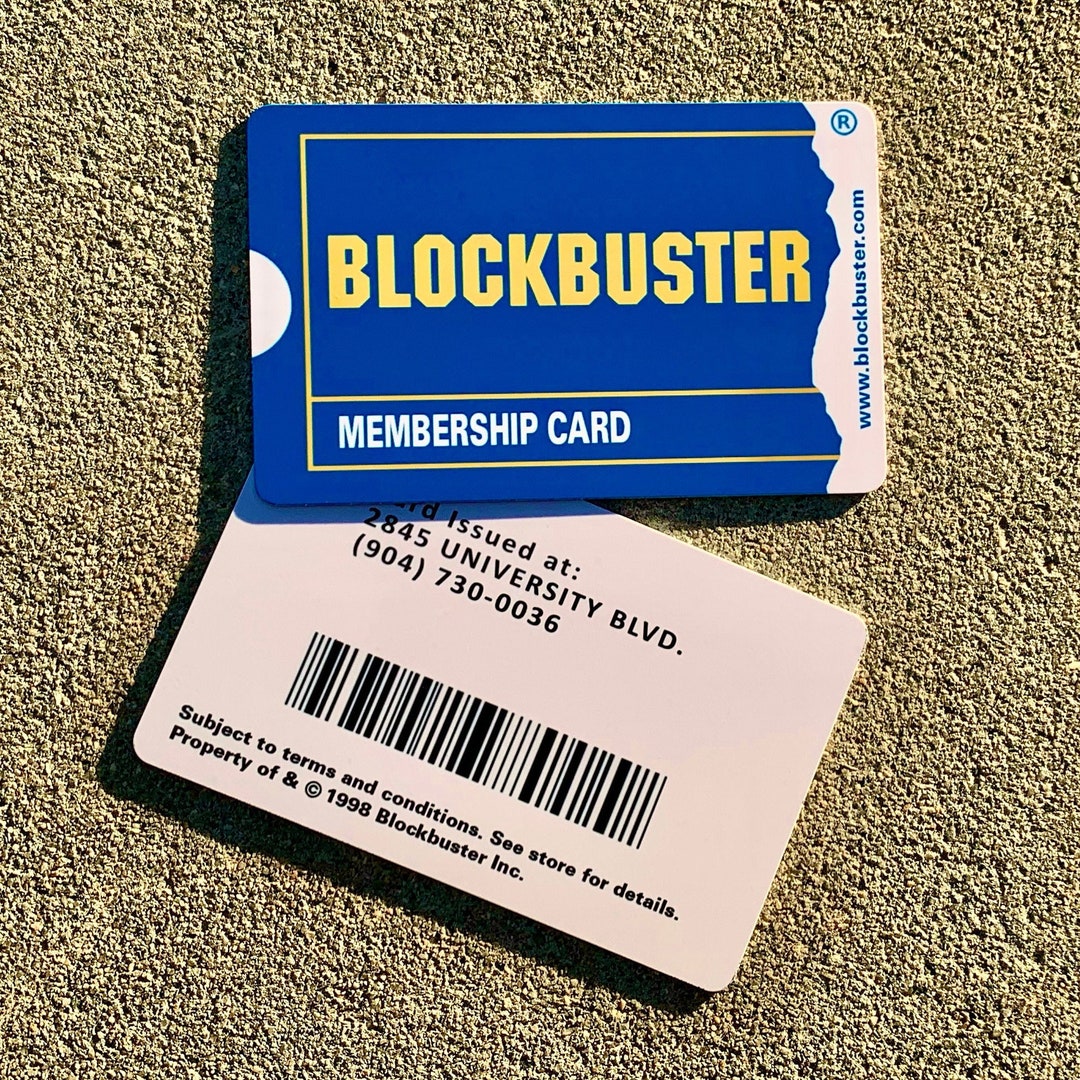 ®
BLOCKBUSTER
www.blockbuster.com
MEMBERSHIP CARD
Issued at:
2845 UNIVERSITY BLVD.
(904) 730-0036
Subject to terms and conditions. See store for details.
Property of & © 1998 Blockbuster Inc.